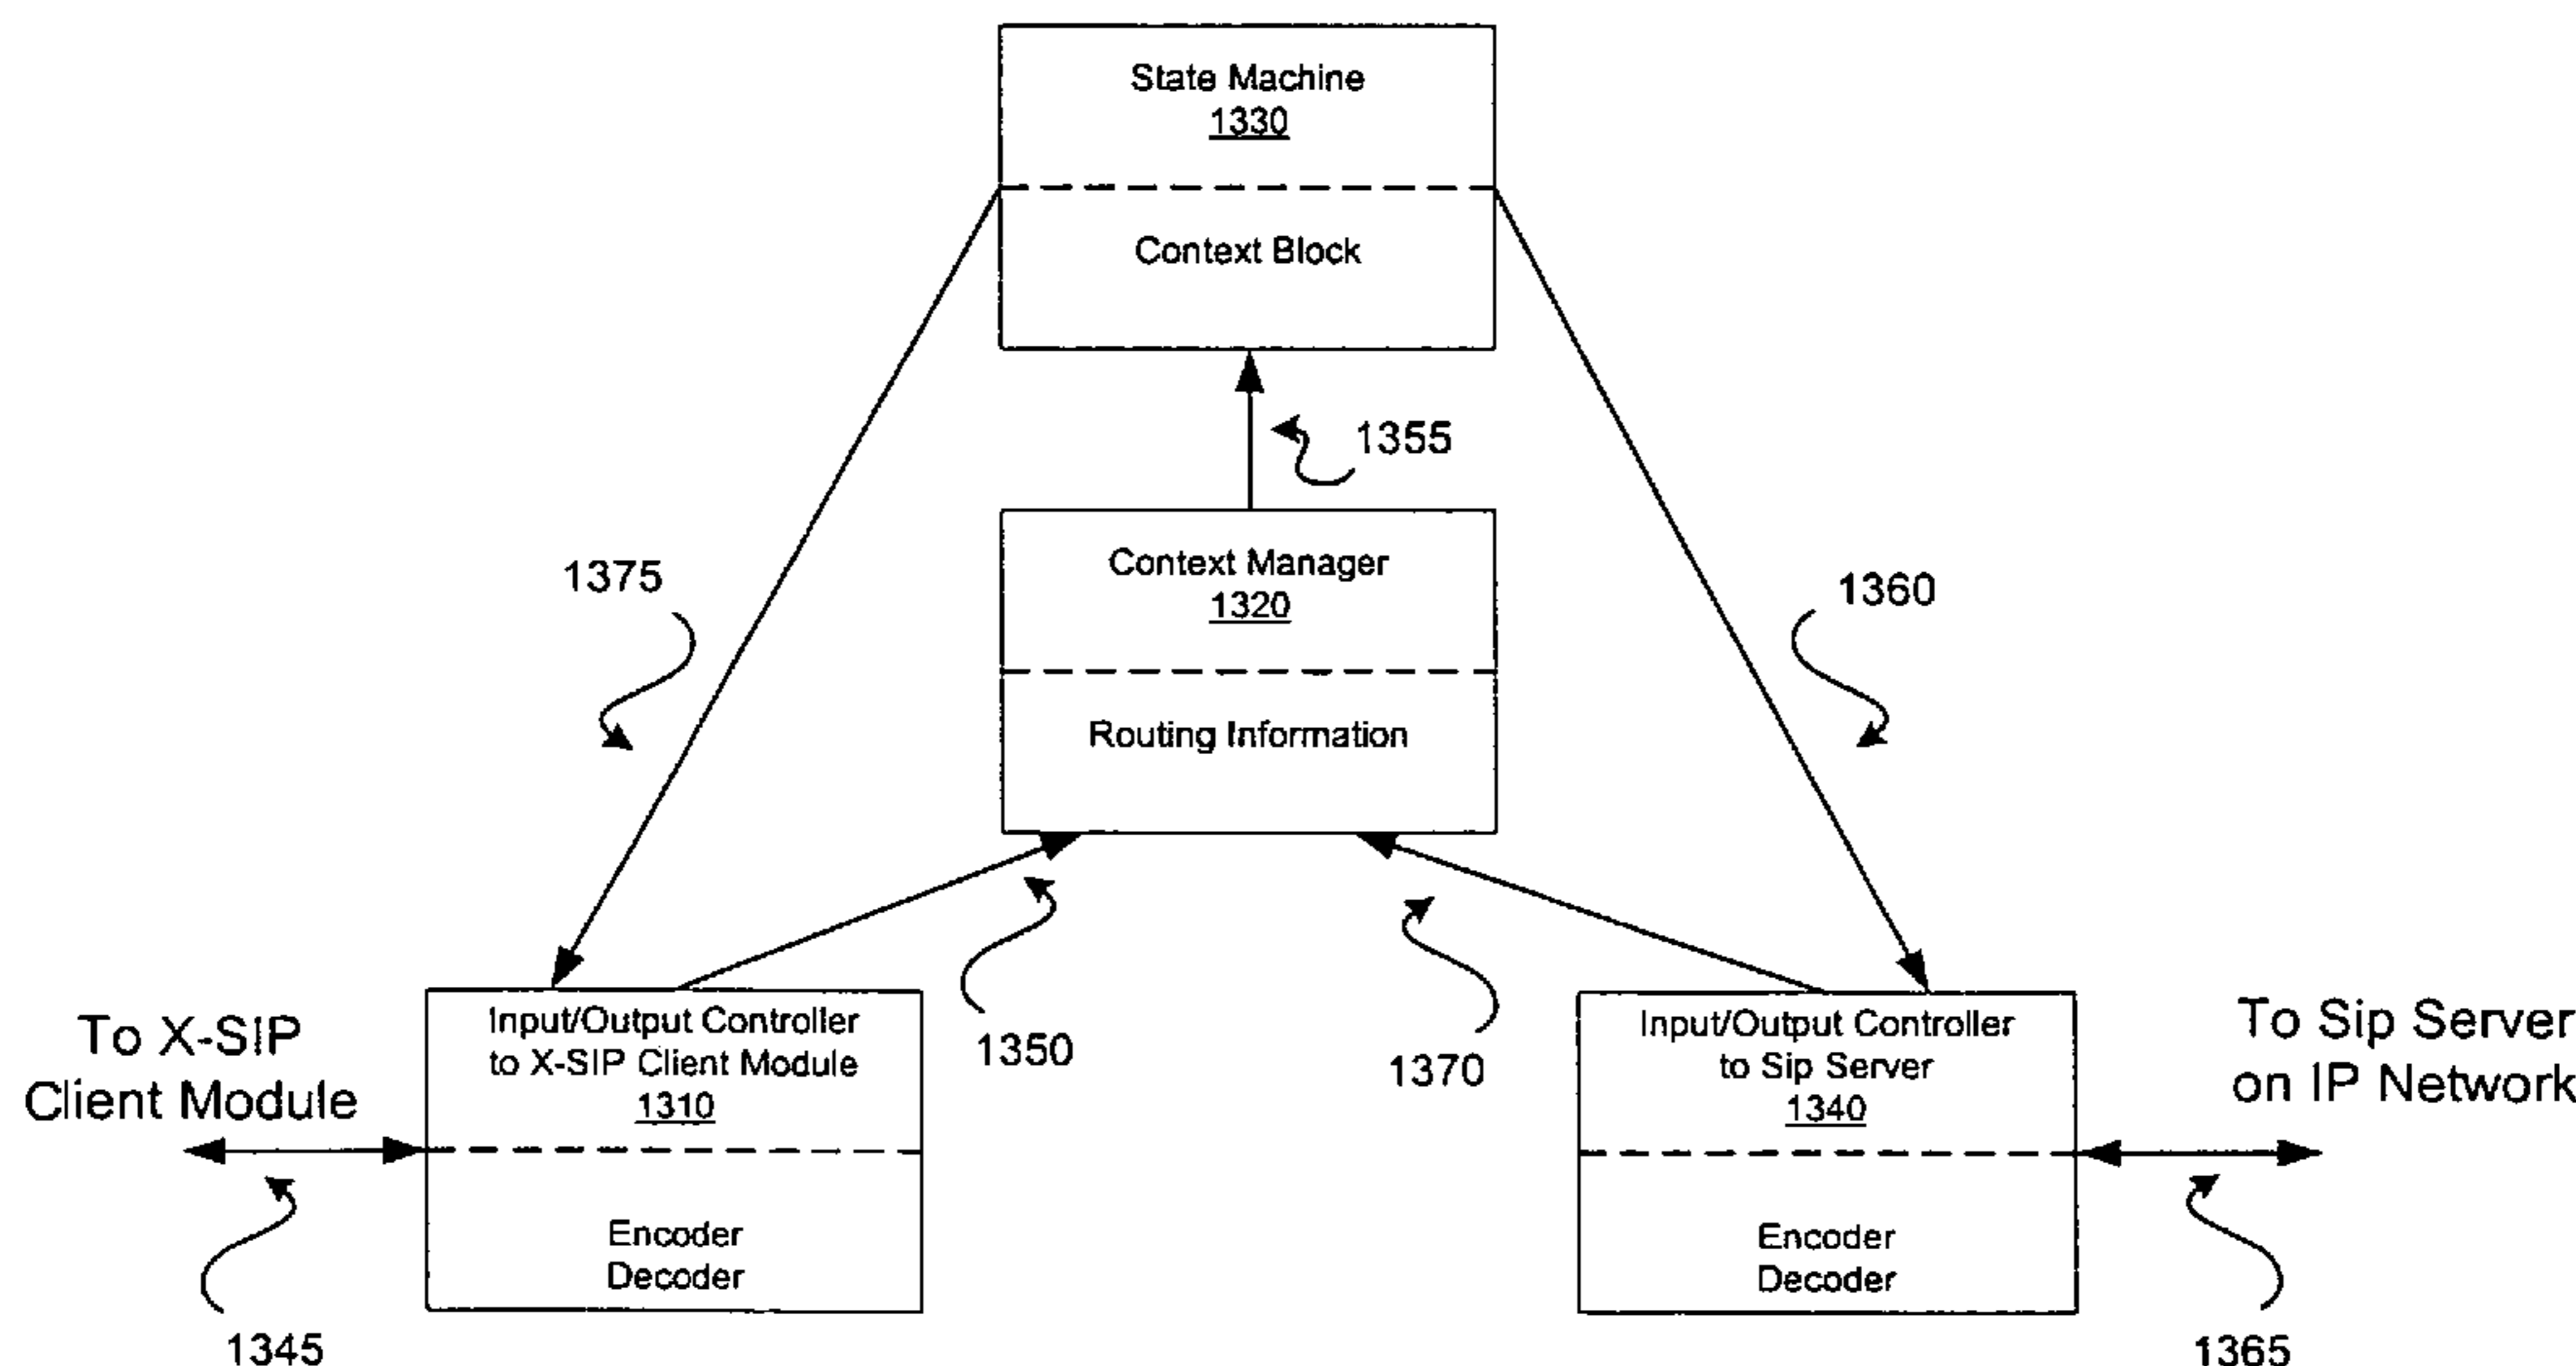 State Machine
1330
Context Block
1355
Context Manager
1320
Routing Information
1375
1360
1350
1370
To X-SIP
Client Module
Input/Output Controller
to X-SIP Client Module
1310
Encoder
Decoder
1345
Input/Output Controller
to Sip Server
1340
Encoder
Decoder
To Sip Server
on IP Network
1365